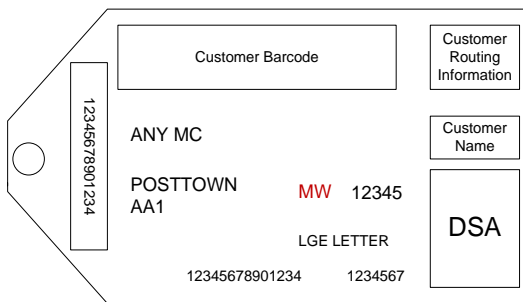 Customer Barcode
Customer
Routing
Information
12345678901234
ANY MC
Customer
Name
POSTTOWN
AA1
MW 12345
DSA
LGE LETTER
12345678901234 1234567